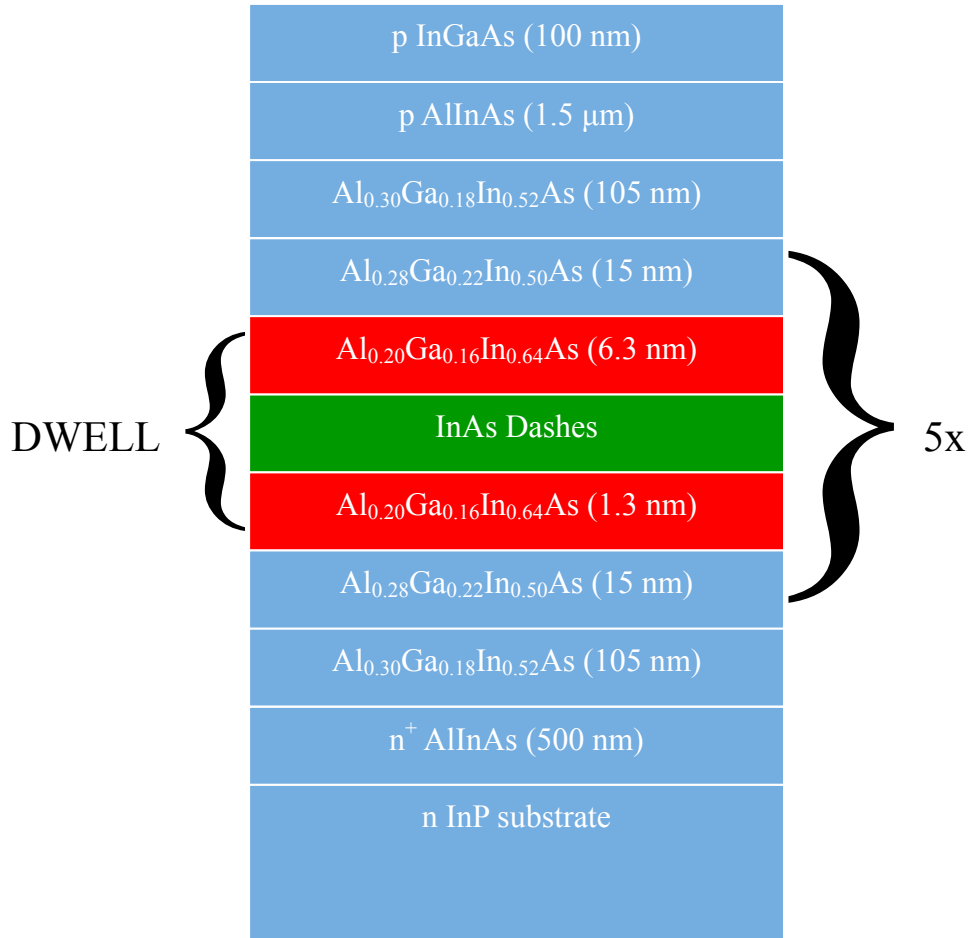 p InGaAs (100 nm)
p AlInAs (1.5 μm)
Al₀.₃₀Ga₀.₁₈In₀.₅₂As (105 nm)
Al₀.₂₈Ga₀.₂₂In₀.₅₀As (15 nm)
Al₀.₂₀Ga₀.₁₆In₀.₆₄As (6.3 nm)
DWELL
InAs Dashes
5x
Al₀.₂₀Ga₀.₁₆In₀.₆₄As (1.3 nm)
Al₀.₂₈Ga₀.₂₂In₀.₅₀As (15 nm)
Al₀.₃₀Ga₀.₁₈In₀.₅₂As (105 nm)
n⁺ AlInAs (500 nm)
n InP substrate